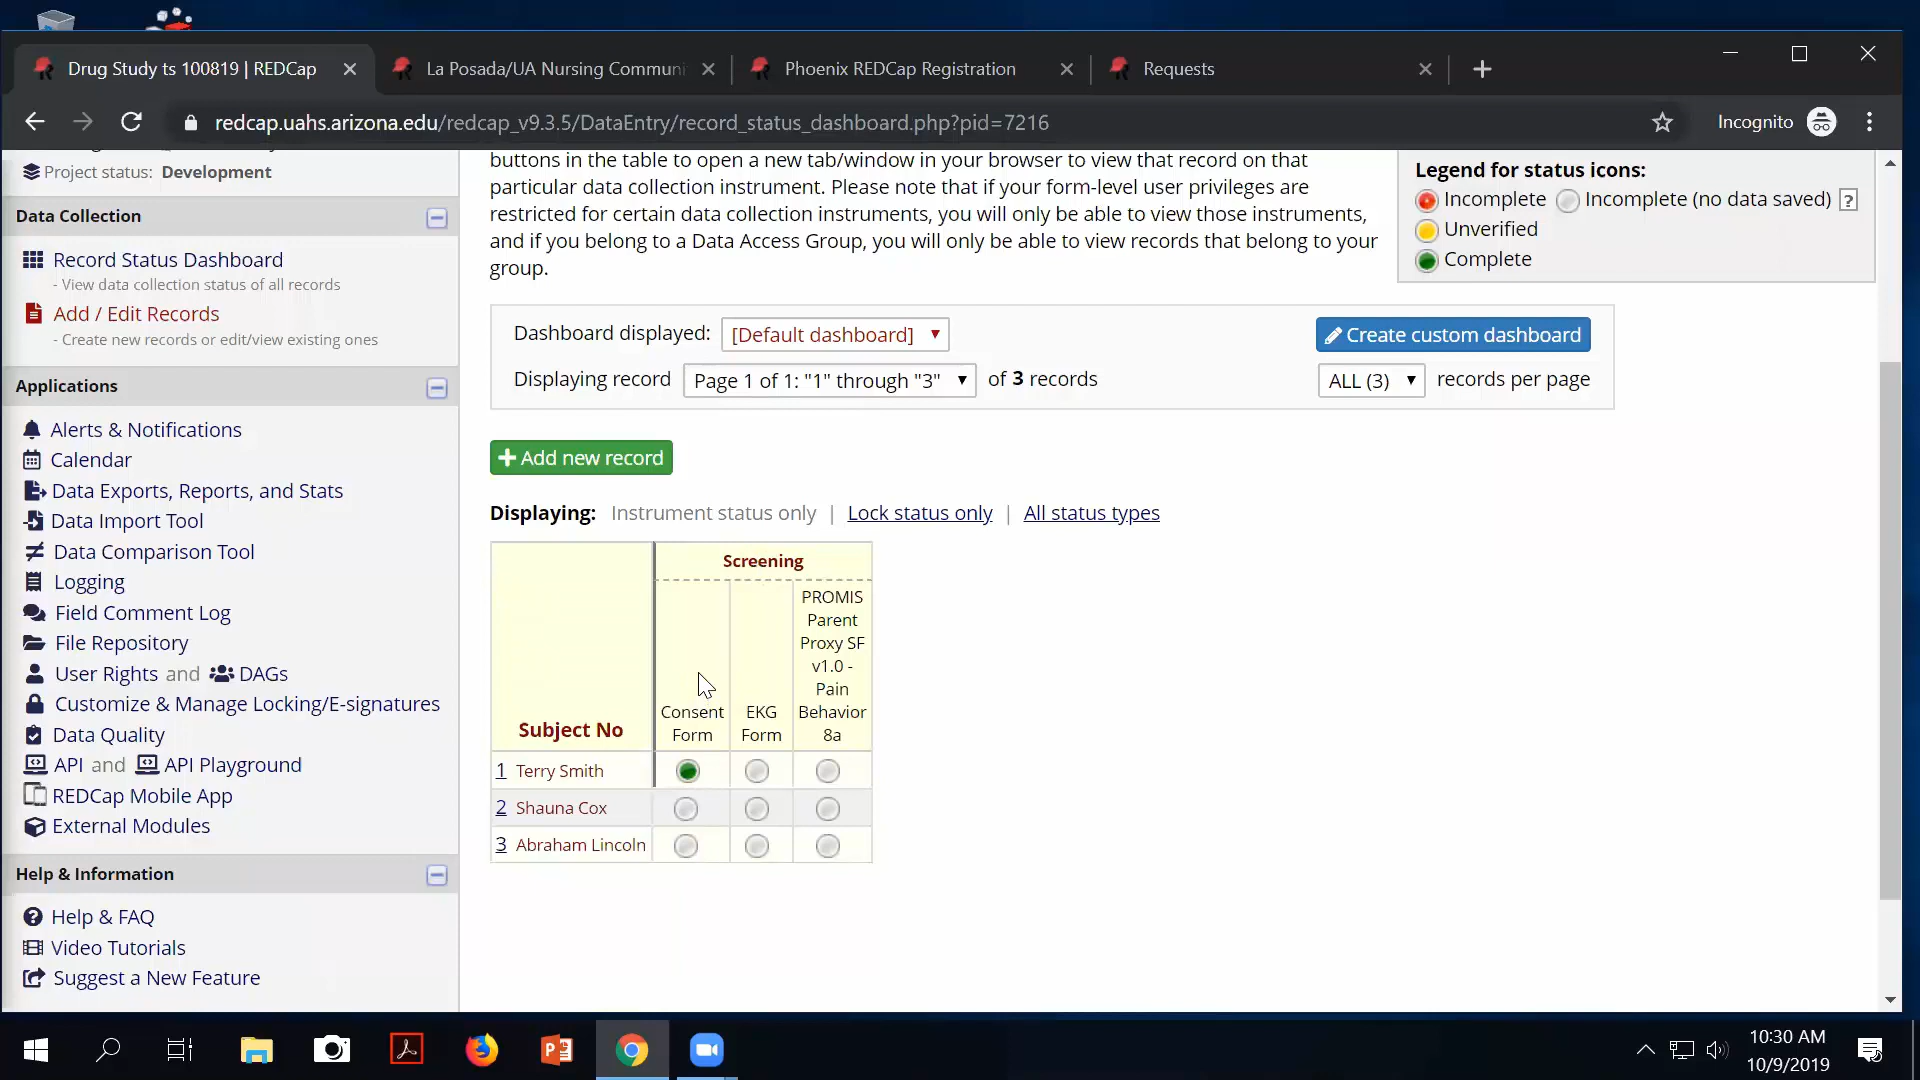 Drug Study ts 100819 | REDCap
La Posada/UA Nursing Communi
Phoenix REDCap Registration
Requests
redcap.uahs.arizona.edu/redcap_v9.3.5/DataEntry/record_status_dashboard.php?pid=7216
Incognito
Project status: Development
Data Collection
Record Status Dashboard
- View data collection status of all records
Add / Edit Records
- Create new records or edit/view existing ones
Applications
Alerts & Notifications
Calendar
Data Exports, Reports, and Stats
Data Import Tool
Data Comparison Tool
Logging
Field Comment Log
File Repository
User Rights and DAGs
Customize & Manage Locking/E-signatures
Data Quality
API and API Playground
REDCap Mobile App
External Modules
Help & Information
Help & FAQ
Video Tutorials
Suggest a New Feature
buttons in the table to open a new tab/window in your browser to view that record on that
particular data collection instrument. Please note that if your form-level user privileges are
restricted for certain data collection instruments, you will only be able to view those instruments,
and if you belong to a Data Access Group, you will only be able to view records that belong to your
group.
Legend for status icons:
Incomplete Incomplete (no data saved) ?
Unverified
Complete
Dashboard displayed: [Default dashboard]
Create custom dashboard
Displaying record Page 1 of 1: "1" through "3" of 3 records
ALL (3) records per page
Add new record
Displaying: Instrument status only | Lock status only | All status types
Subject No
Screening
Consent
Form
EKG
Form
PROMIS
Parent
Proxy SF
v1.0 -
Pain
Behavior
8a
1 Terry Smith
2 Shauna Cox
3 Abraham Lincoln
10:30 AM
10/9/2019